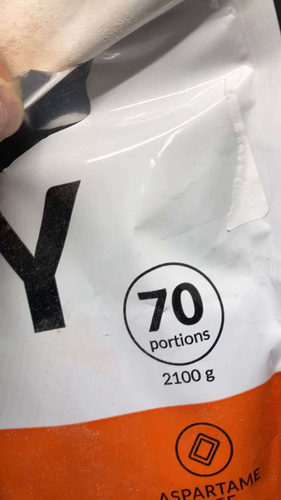 Y
70
portions
2100 g
ASPARTAME